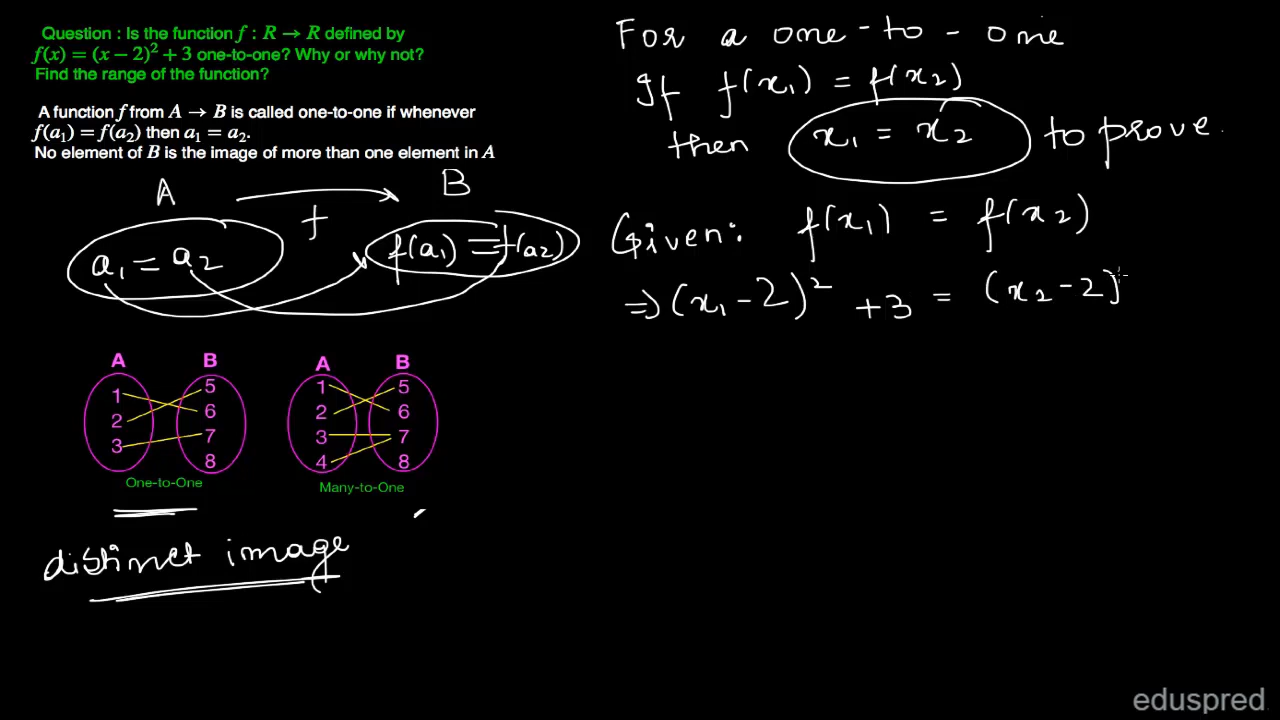 Question : Is the function f : R → R defined by
f(x) = (x − 2)² + 3 one-to-one? Why or why not?
Find the range of the function?
A function f from A → B is called one-to-one if whenever
f(a₁) = f(a₂) then a₁ = a₂.
No element of B is the image of more than one element in A
A B
f
a₁ = a₂ f(a₁) = f(a₂)
A B
1 5
2 6
3 7
8
One-to-One
A B
1 5
2 6
3 7
4 8
Many-to-One
distinct image
For a one-to-one
If f(x₁) = f(x₂)
then x₁ = x₂ to prove.
Given: f(x₁) = f(x₂)
⇒ (x₁ − 2)² + 3 = (x₂ − 2)
eduspred